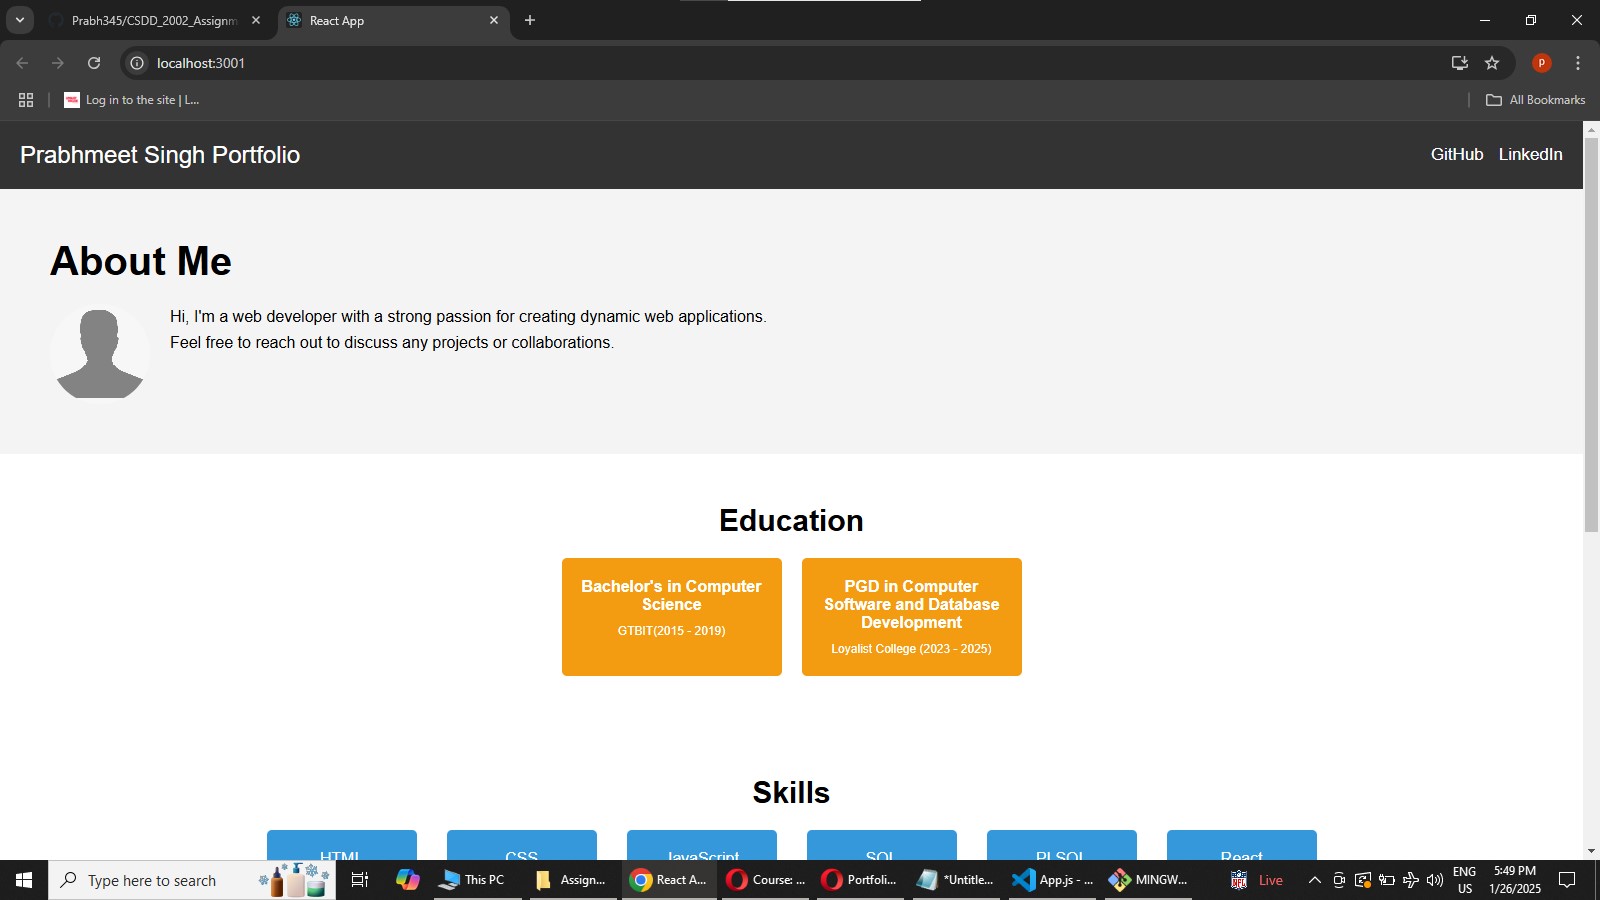 Prabh345/CSDD_2002_Assignm
React App
localhost:3001
P
Log in to the site | L...
All Bookmarks
Prabhmeet Singh Portfolio
GitHub LinkedIn
About Me
Hi, I'm a web developer with a strong passion for creating dynamic web applications.
Feel free to reach out to discuss any projects or collaborations.
Education
Bachelor's in Computer
Science
GTBIT(2015 - 2019)
PGD in Computer
Software and Database
Development
Loyalist College (2023 - 2025)
Skills
HTML CSS JavaScript SQL PLSQL React
Type here to search
This PC
Assign...
React A...
Course: ...
Portfoli...
*Untitle...
App.js - ...
MINGW...
NFL
Live
ENG
US
5:49 PM
1/26/2025